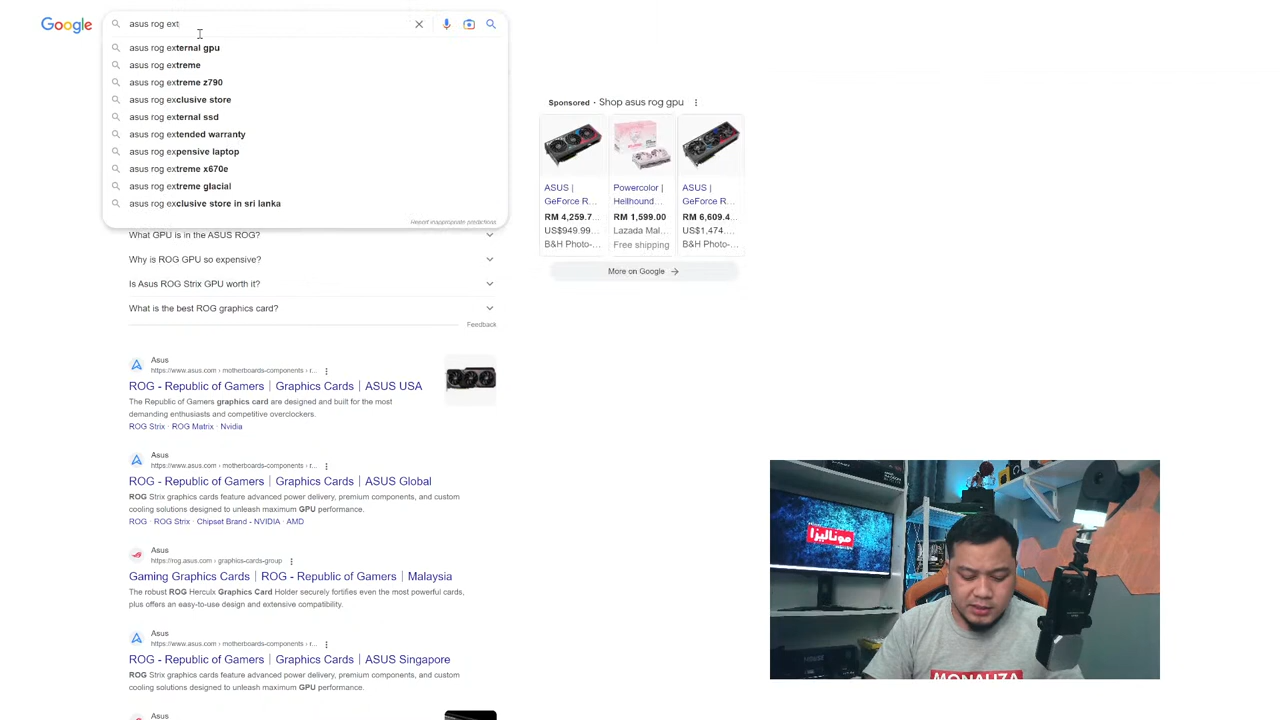 Google
asus rog ext
asus rog external gpu
asus rog extreme
asus rog extreme z790
asus rog exclusive store
asus rog external ssd
asus rog extended warranty
asus rog expensive laptop
asus rog extreme x670e
asus rog extreme glacial
asus rog exclusive store in sri lanka
Report inappropriate predictions
What GPU is in the ASUS ROG?
Why is ROG GPU so expensive?
Is Asus ROG Strix GPU worth it?
What is the best ROG graphics card?
Feedback
Asus
https://www.asus.com › motherboards-components › r...
ROG - Republic of Gamers｜Graphics Cards｜ASUS USA
The Republic of Gamers graphics card are designed and built for the most
demanding enthusiasts and competitive overclockers.
ROG Strix · ROG Matrix · Nvidia
Asus
https://www.asus.com › motherboards-components › r...
ROG - Republic of Gamers｜Graphics Cards｜ASUS Global
ROG Strix graphics cards feature advanced power delivery, premium components, and custom
cooling solutions designed to unleash maximum GPU performance.
ROG · ROG Strix · Chipset Brand - NVIDIA · AMD
Asus
https://rog.asus.com › graphics-cards-group
Gaming Graphics Cards｜ROG - Republic of Gamers｜Malaysia
The robust ROG Herculx Graphics Card Holder securely fortifies even the most powerful cards,
plus offers an easy-to-use design and extensive compatibility.
Asus
https://www.asus.com › motherboards-components › r...
ROG - Republic of Gamers｜Graphics Cards｜ASUS Singapore
ROG Strix graphics cards feature advanced power delivery, premium components, and custom
cooling solutions designed to unleash maximum GPU performance.
Asus
Sponsored · Shop asus rog gpu
ASUS |
GeForce R...
RM 4,259.7...
US$949.99...
B&H Photo-...
Powercolor |
Hellhound...
RM 1,599.00
Lazada Mal...
Free shipping
ASUS |
GeForce R...
RM 6,609.4...
US$1,474....
B&H Photo-...
More on Google →
موناليزا
MONALIZA